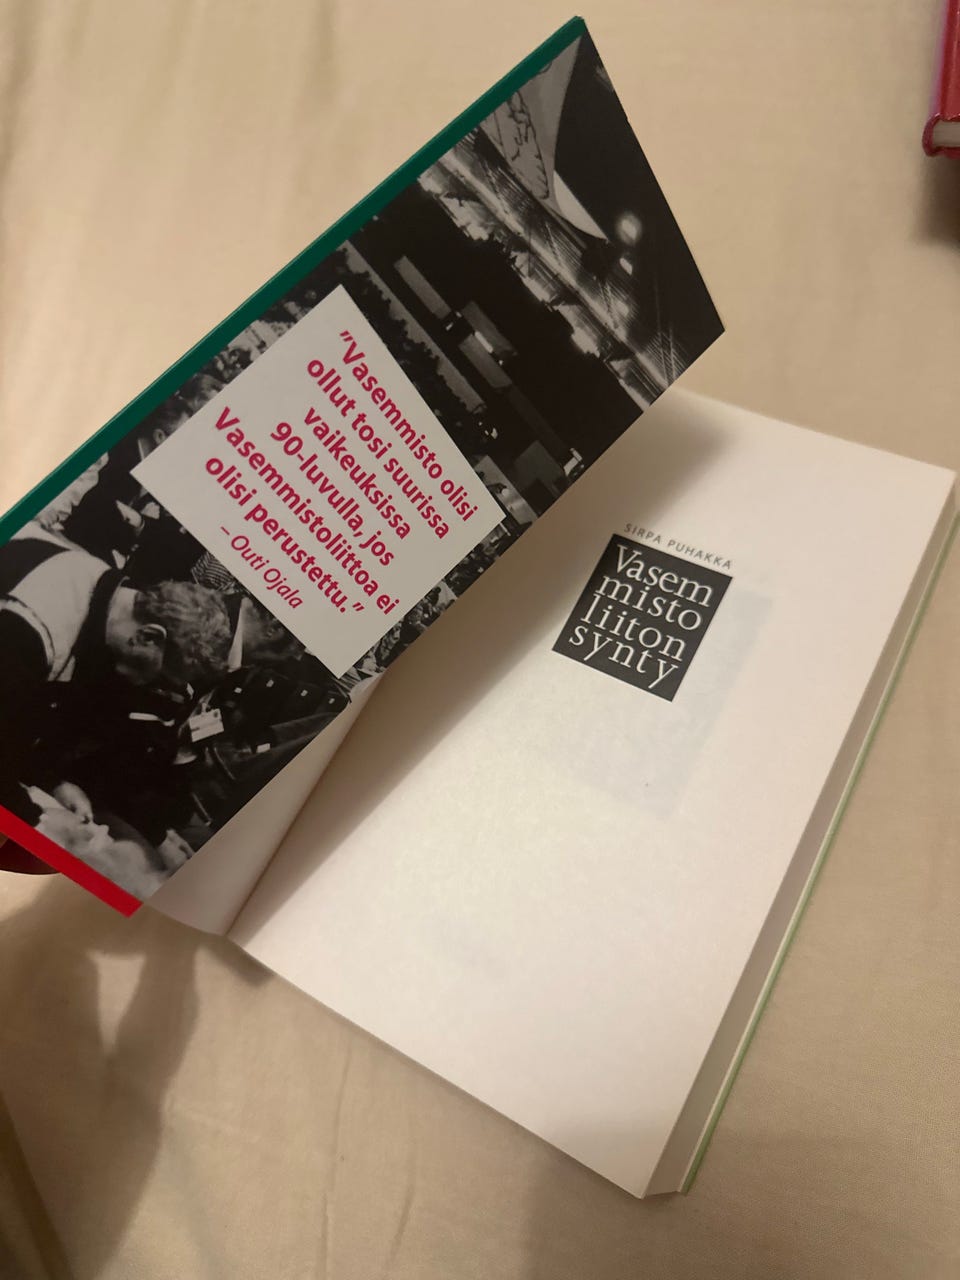 ”Vasemmisto olisi
ollut tosi suurissa
vaikeuksissa
90-luvulla, jos
Vasemmistoliittoa ei
olisi perustettu.”
– Outi Ojala
SIRPA PUHAKKA
Vasem
misto
liiton
synty